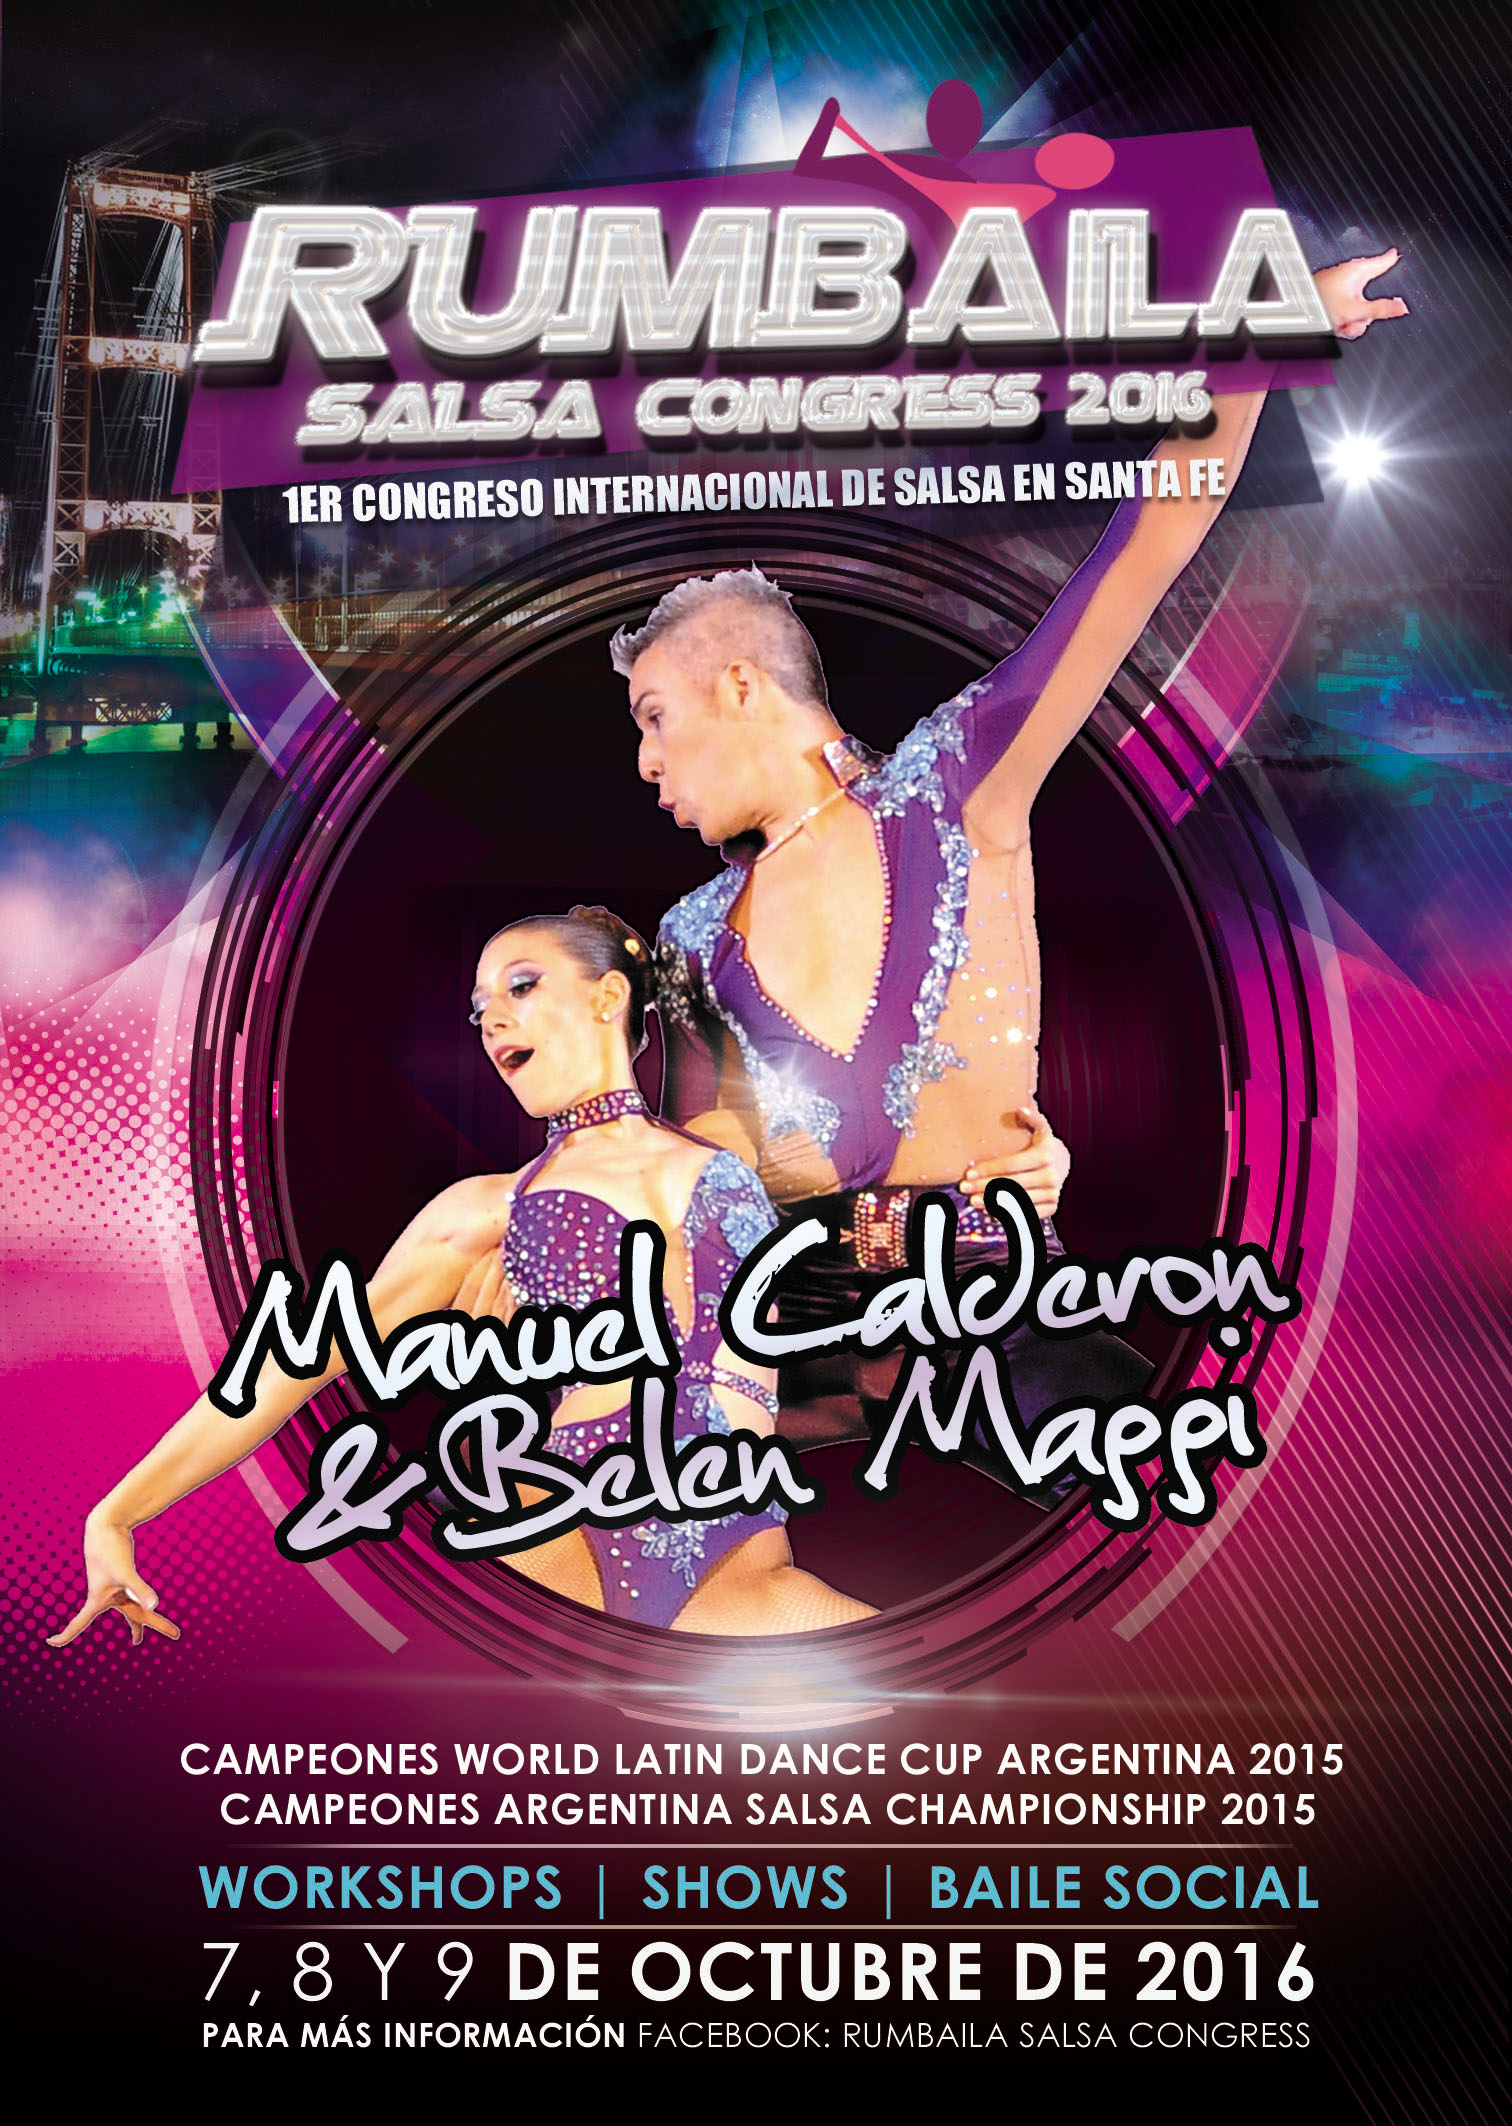 RUMBAILA
SALSA CONGRESS 2016
1ER CONGRESO INTERNACIONAL DE SALSA EN SANTA FE
Manuel Calderon
& Belen Maggi
CAMPEONES WORLD LATIN DANCE CUP ARGENTINA 2015
CAMPEONES ARGENTINA SALSA CHAMPIONSHIP 2015
WORKSHOPS | SHOWS | BAILE SOCIAL
7, 8 Y 9 DE OCTUBRE DE 2016
PARA MÁS INFORMACIÓN FACEBOOK: RUMBAILA SALSA CONGRESS